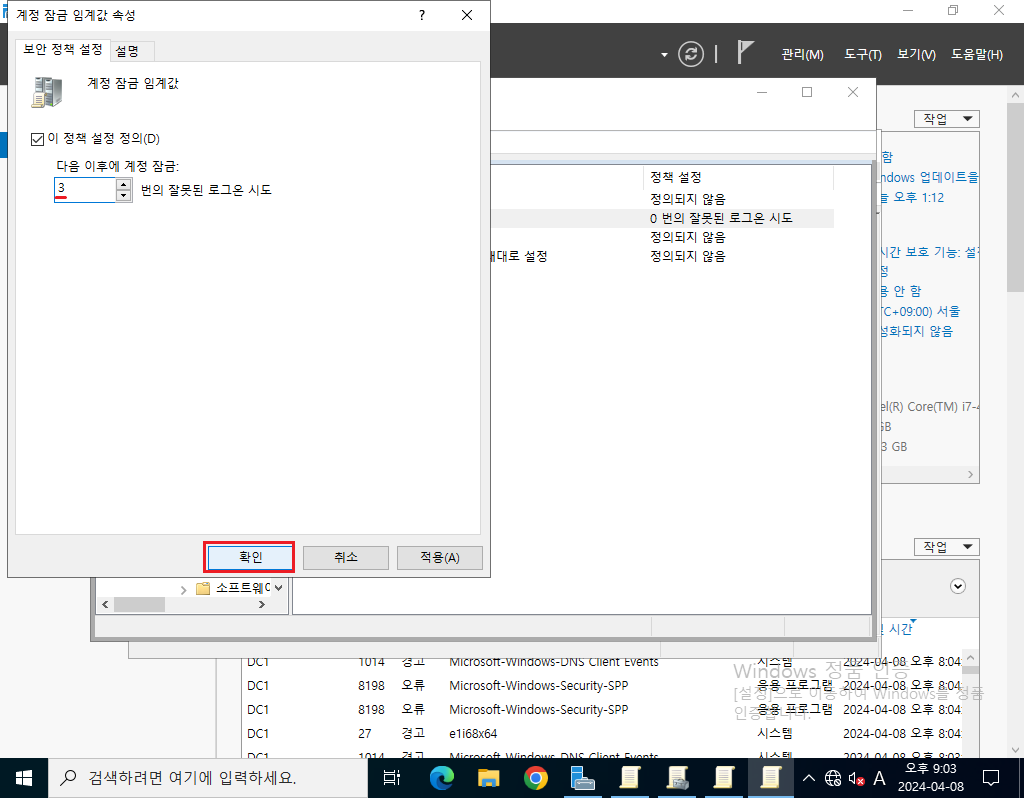 계정 잠금 임계값 속성
?
관리(M) 도구(T) 보기(V) 도움말(H)
보안 정책 설정 설명
계정 잠금 임계값
이 정책 설정 정의(D)
다음 이후에 계정 잠금:
3 번의 잘못된 로그온 시도
확인 취소 적용(A)
정책 설정
정의되지 않음
0 번의 잘못된 로그온 시도
정의되지 않음
대로 설정 정의되지 않음
작업
함
ndows 업데이트을
오후 1:12
시간 보호 기능: 설정
정
용 안 함
TC+09:00) 서울
성화되지 않음
el(R) Core(TM) i7-4
GB
3 GB
작업
소프트웨어
시간
DC1 1014 경고 Microsoft-Windows-DNS Client Events 시스템 2024-04-08 오후 8:04
DC1 8198 오류 Microsoft-Windows-Security-SPP 응용 프로그램 2024-04-08 오후 8:04
DC1 8198 오류 Microsoft-Windows-Security-SPP 응용 프로그램 2024-04-08 오후 8:04
DC1 27 경고 e1i68x64 시스템 2024-04-08 오후 8:04
DC1 1014 경고 Microsoft-Windows-DNS Client Events 시스템 2024-04-08 오후 8:04
Windows 정품 인증
[설정]으로 이동하여 Windows를 정품
인증합니다.
검색하려면 여기에 입력하세요.
A
오후 9:03
2024-04-08